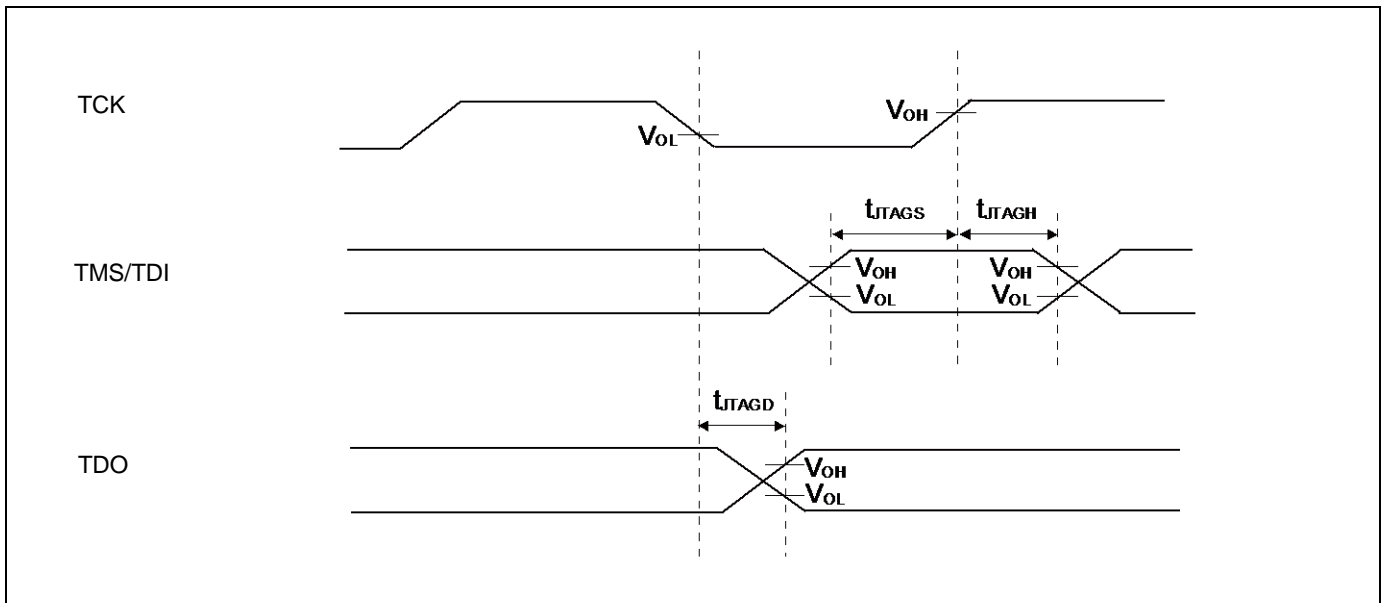 TCK
VOL
VOH
tJTAGS
tJTAGH
TMS/TDI
VOH
VOL
VOH
VOL
tJTAGD
TDO
VOH
VOL